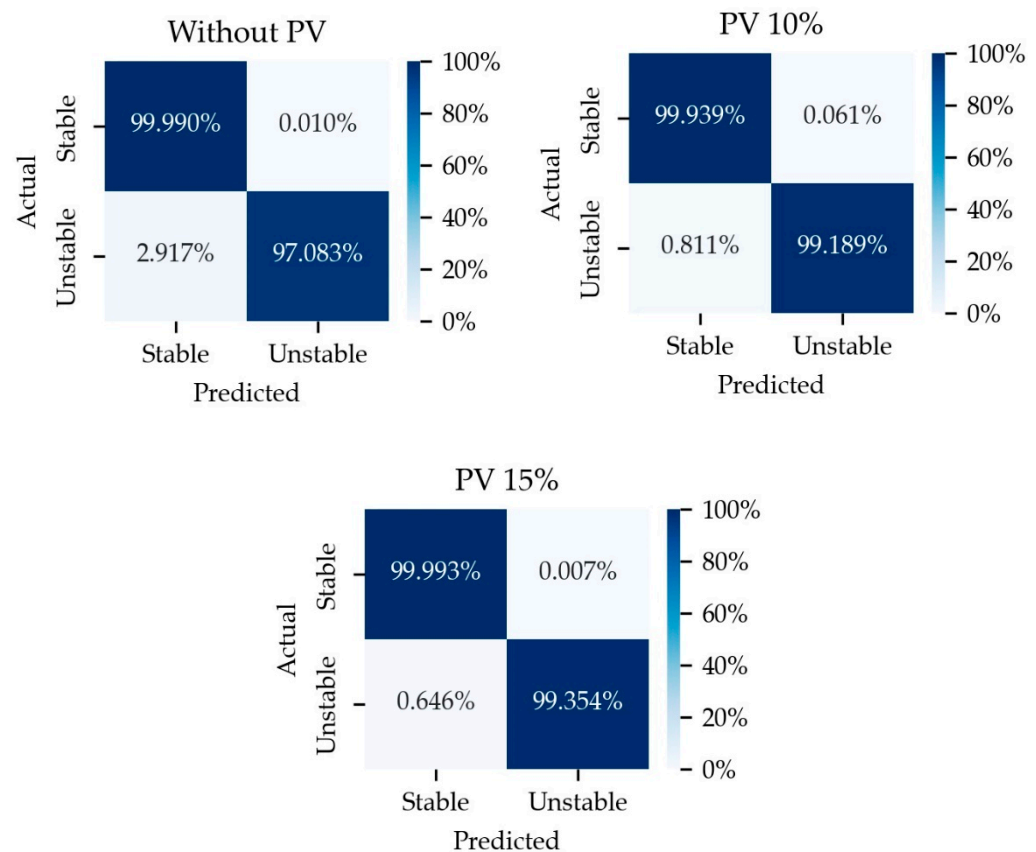 Without PV
Actual
Stable
Unstable
99.990% 0.010%
2.917% 97.083%
Stable Unstable
Predicted
100%
80%
60%
40%
20%
0%
PV 10%
Actual
Stable
Unstable
99.939% 0.061%
0.811% 99.189%
Stable Unstable
Predicted
100%
80%
60%
40%
20%
0%
PV 15%
Actual
Stable
Unstable
99.993% 0.007%
0.646% 99.354%
Stable Unstable
Predicted
100%
80%
60%
40%
20%
0%